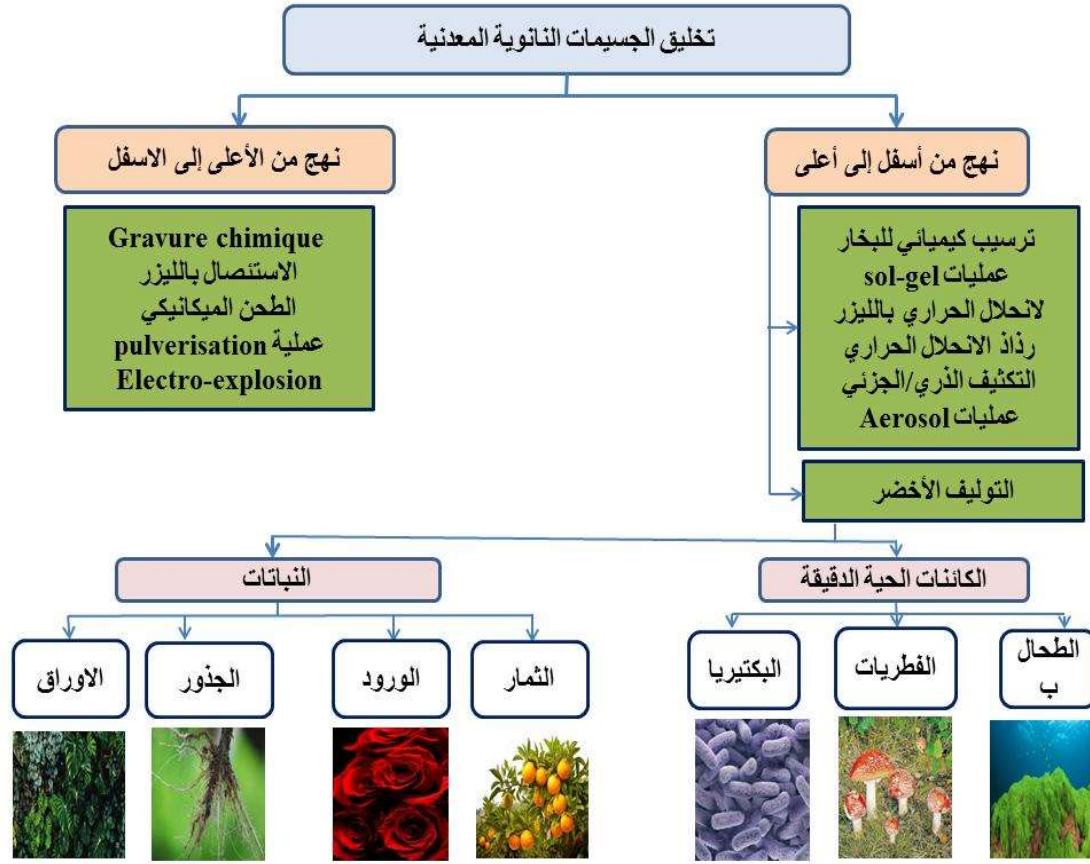 تخليق الجسيمات النانوية المعدنية
نهج من أسفل إلى أعلى
نهج من الأعلى إلى الاسفل
ترسيب كيميائي للبخار
عمليات sol-gel
لانحلال الحراري بالليزر
رذاذ الانحلال الحراري
التكثيف الذري/الجزئي
عمليات Aerosol
Gravure chimique
الاستئصال بالليزر
الطحن الميكانيكي
عملية pulverisation
Electro-explosion
التوليف الأخضر
الكائنات الحية الدقيقة
النباتات
الطحال
ب
الفطريات
البكتيريا
الثمار
الورود
الجذور
الاوراق